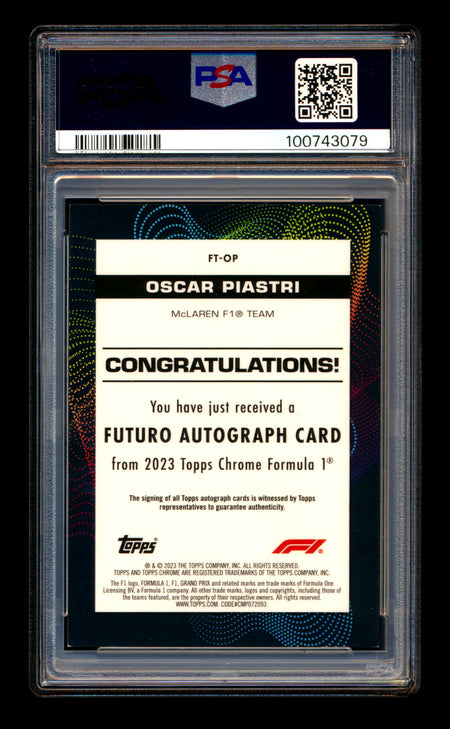 PSA
100743079
FT-OP
OSCAR PIASTRI
McLAREN F1® TEAM
CONGRATULATIONS!
You have just received a
FUTURO AUTOGRAPH CARD
from 2023 Topps Chrome Formula 1®
The signing of all Topps autograph cards is witnessed by Topps
representatives to guarantee authenticity.
Topps
F1
® & © 2023 THE TOPPS COMPANY, INC. ALL RIGHTS RESERVED.
TOPPS AND TOPPS CHROME ARE REGISTERED TRADEMARKS OF THE TOPPS COMPANY, INC.
The F1 logo, FORMULA 1, F1, GRAND PRIX and related marks are trade marks of Formula One
Licensing BV, a Formula 1 company. All other trade marks, logos and copyrights, including those of
the teams featured, are the property of their respective owners. All rights reserved.
WWW.TOPPS.COM. CODE#CMP072093.
PSA